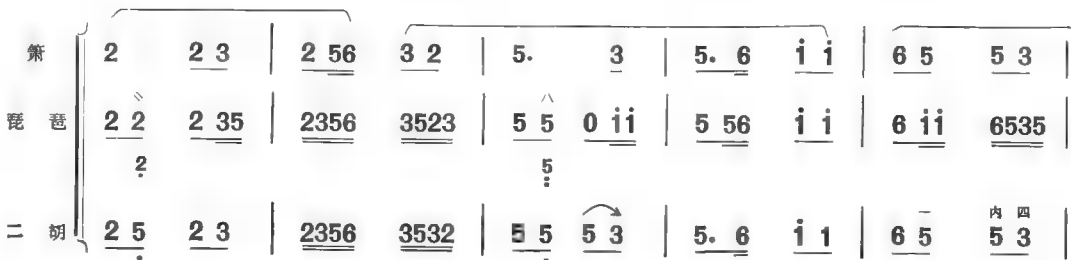 箫 2 2 3 | 2 56 3 2 | 5. 3 | 5. 6 i i | 6 5 5 3 |
琵琶 2 2 2 35 | 2356 3523 | 5 5 0 ii | 5 56 i i | 6 ii 6535 |
2 5
二胡 2 5 2 3 | 2356 3532 | 5 5 5 3 | 5. 6 i 1 | 6 5 5 3 |
内 四